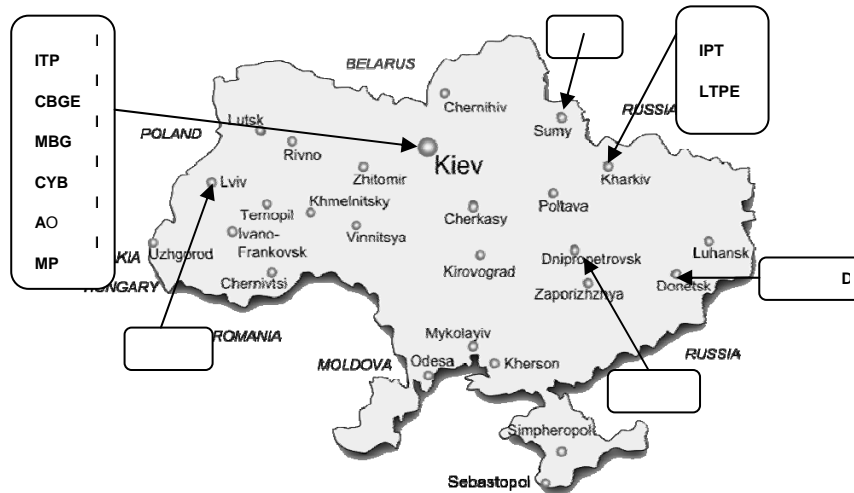 ITP
CBGE
MBG
CYB
AO
MP
IPT
LTPE
BELARUS
RUSSIA
POLAND
Chernihiv
Sumy
Lutsk
Rivno
Kiev
Zhitomir
Kharkiv
Lviv
Ternopil
Khmelnitsky
Cherkasy
Poltava
Uzhgorod
Ivano-
Frankovsk
Vinnitsya
Dnipropetrovsk
Luhansk
KIA
Chernivtsi
Kirovograd
Zaporizhzhya
Donetsk
D
HUNGARY
ROMANIA
Mykolayiv
MOLDOVA
Odesa
Kherson
RUSSIA
Simpheropol
Sebastopol